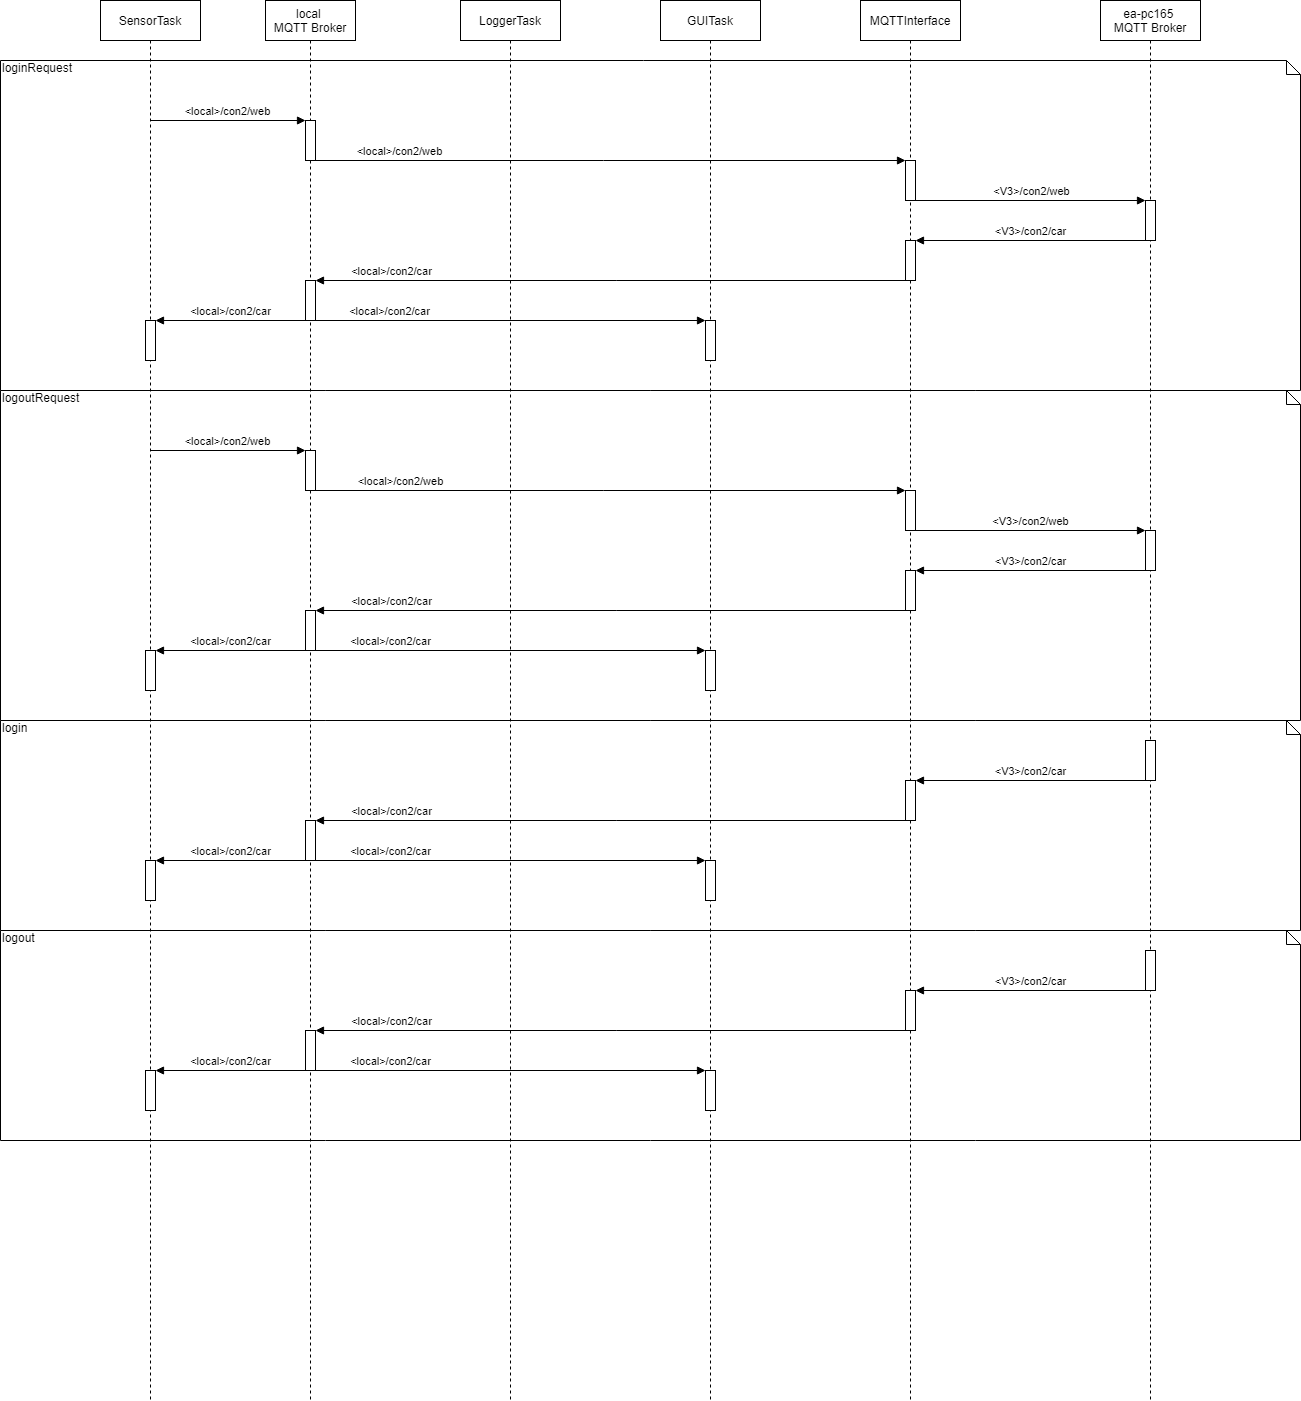 SensorTask
local
MQTT Broker
LoggerTask
GUITask
MQTTInterface
ea-pc165
MQTT Broker
loginRequest
<local>/con2/web
<local>/con2/web
<V3>/con2/web
<V3>/con2/car
<local>/con2/car
<local>/con2/car
<local>/con2/car
logoutRequest
<local>/con2/web
<local>/con2/web
<V3>/con2/web
<V3>/con2/car
<local>/con2/car
<local>/con2/car
<local>/con2/car
login
<V3>/con2/car
<local>/con2/car
<local>/con2/car
<local>/con2/car
logout
<V3>/con2/car
<local>/con2/car
<local>/con2/car
<local>/con2/car